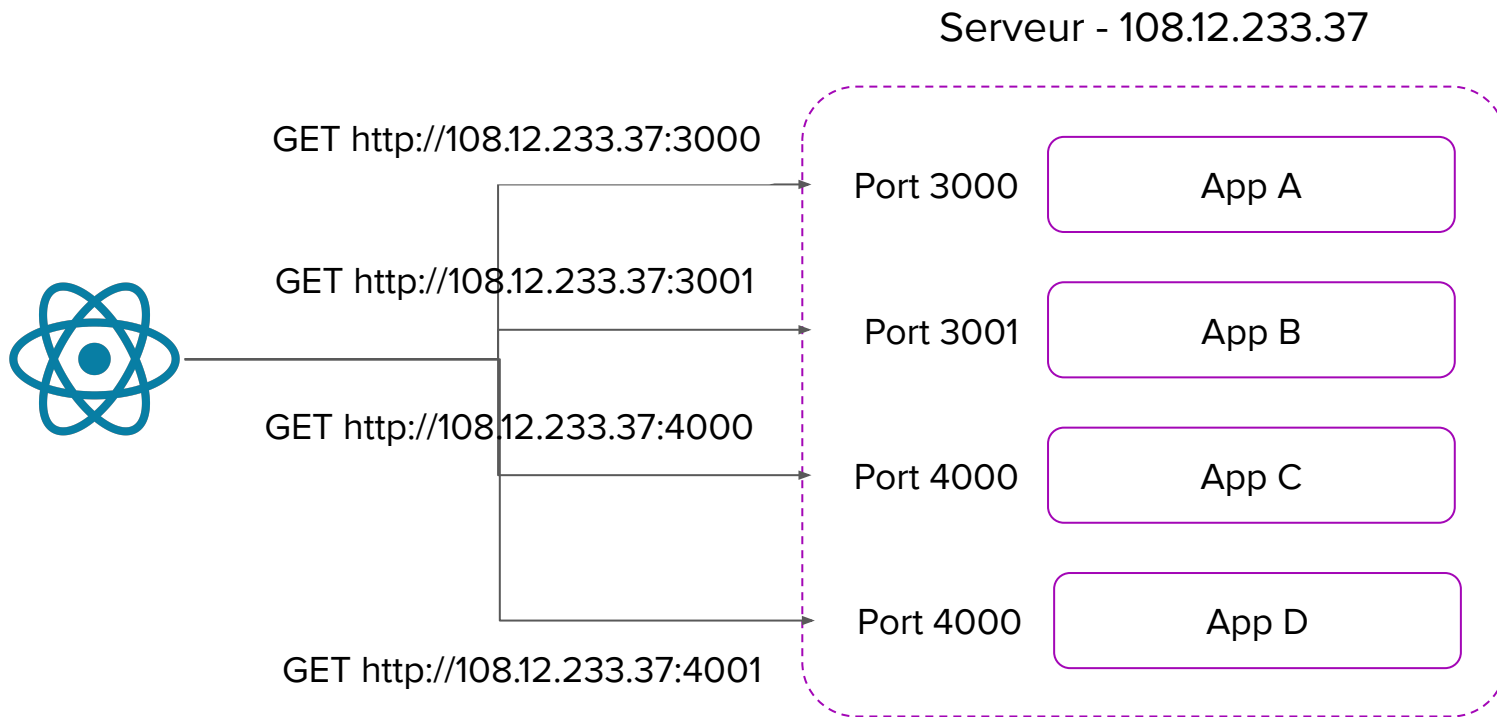 Serveur - 108.12.233.37
GET http://108.12.233.37:3000
Port 3000
App A
GET http://108.12.233.37:3001
Port 3001
App B
GET http://108.12.233.37:4000
Port 4000
App C
Port 4000
App D
GET http://108.12.233.37:4001